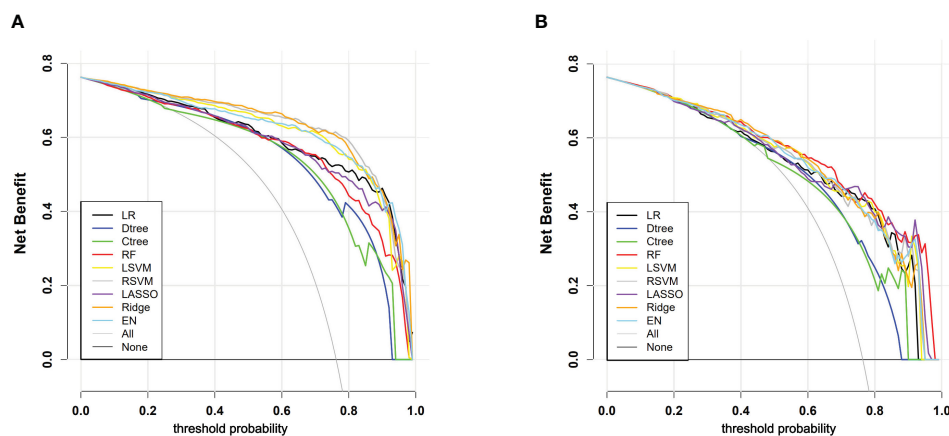 A
Net Benefit
0.8
0.6
0.4
0.2
0.0
LR
Dtree
Ctree
RF
LSVM
RSVM
LASSO
Ridge
EN
All
None
0.0 0.2 0.4 0.6 0.8 1.0
threshold probability
B
Net Benefit
0.8
0.6
0.4
0.2
0.0
LR
Dtree
Ctree
RF
LSVM
RSVM
LASSO
Ridge
EN
All
None
0.0 0.2 0.4 0.6 0.8 1.0
threshold probability